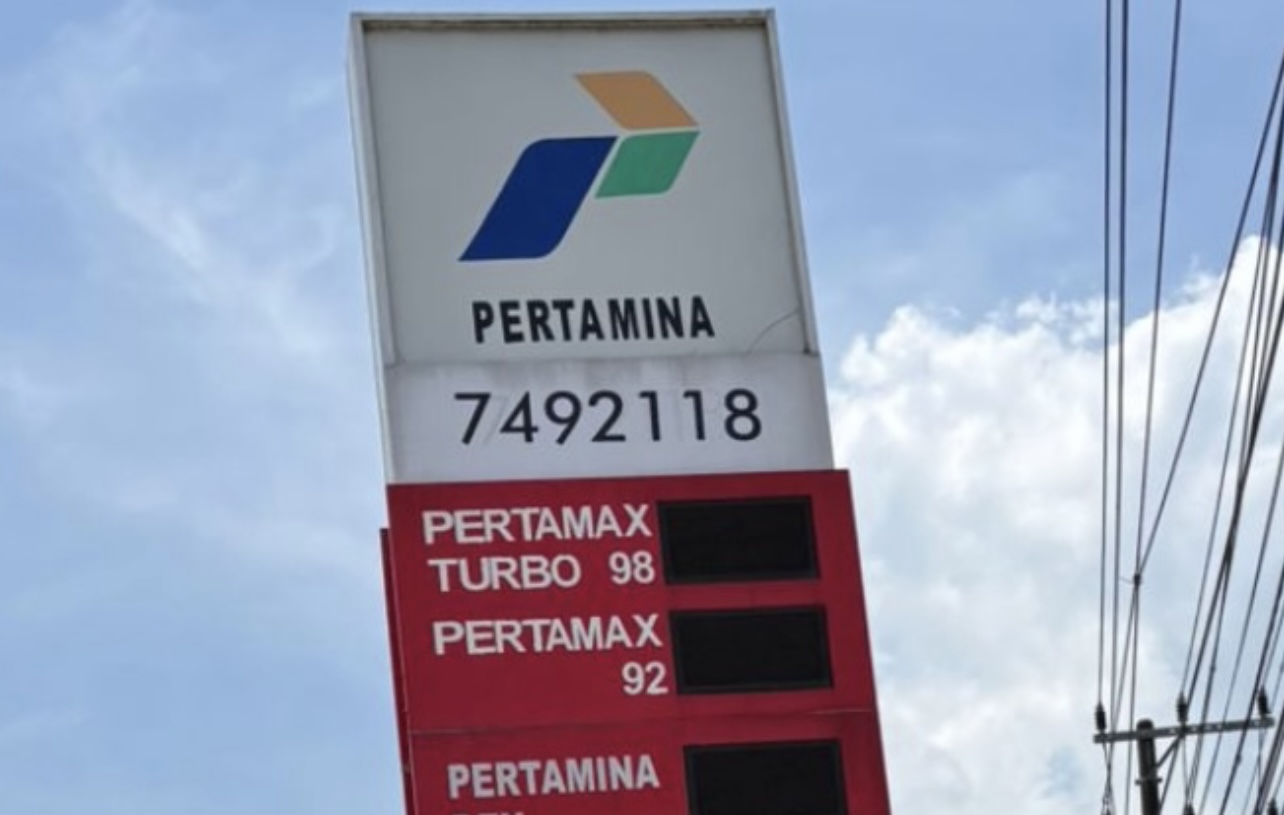 PERTAMINA
7492118
PERTAMAX
TURBO 98
PERTAMAX
92
PERTAMINA